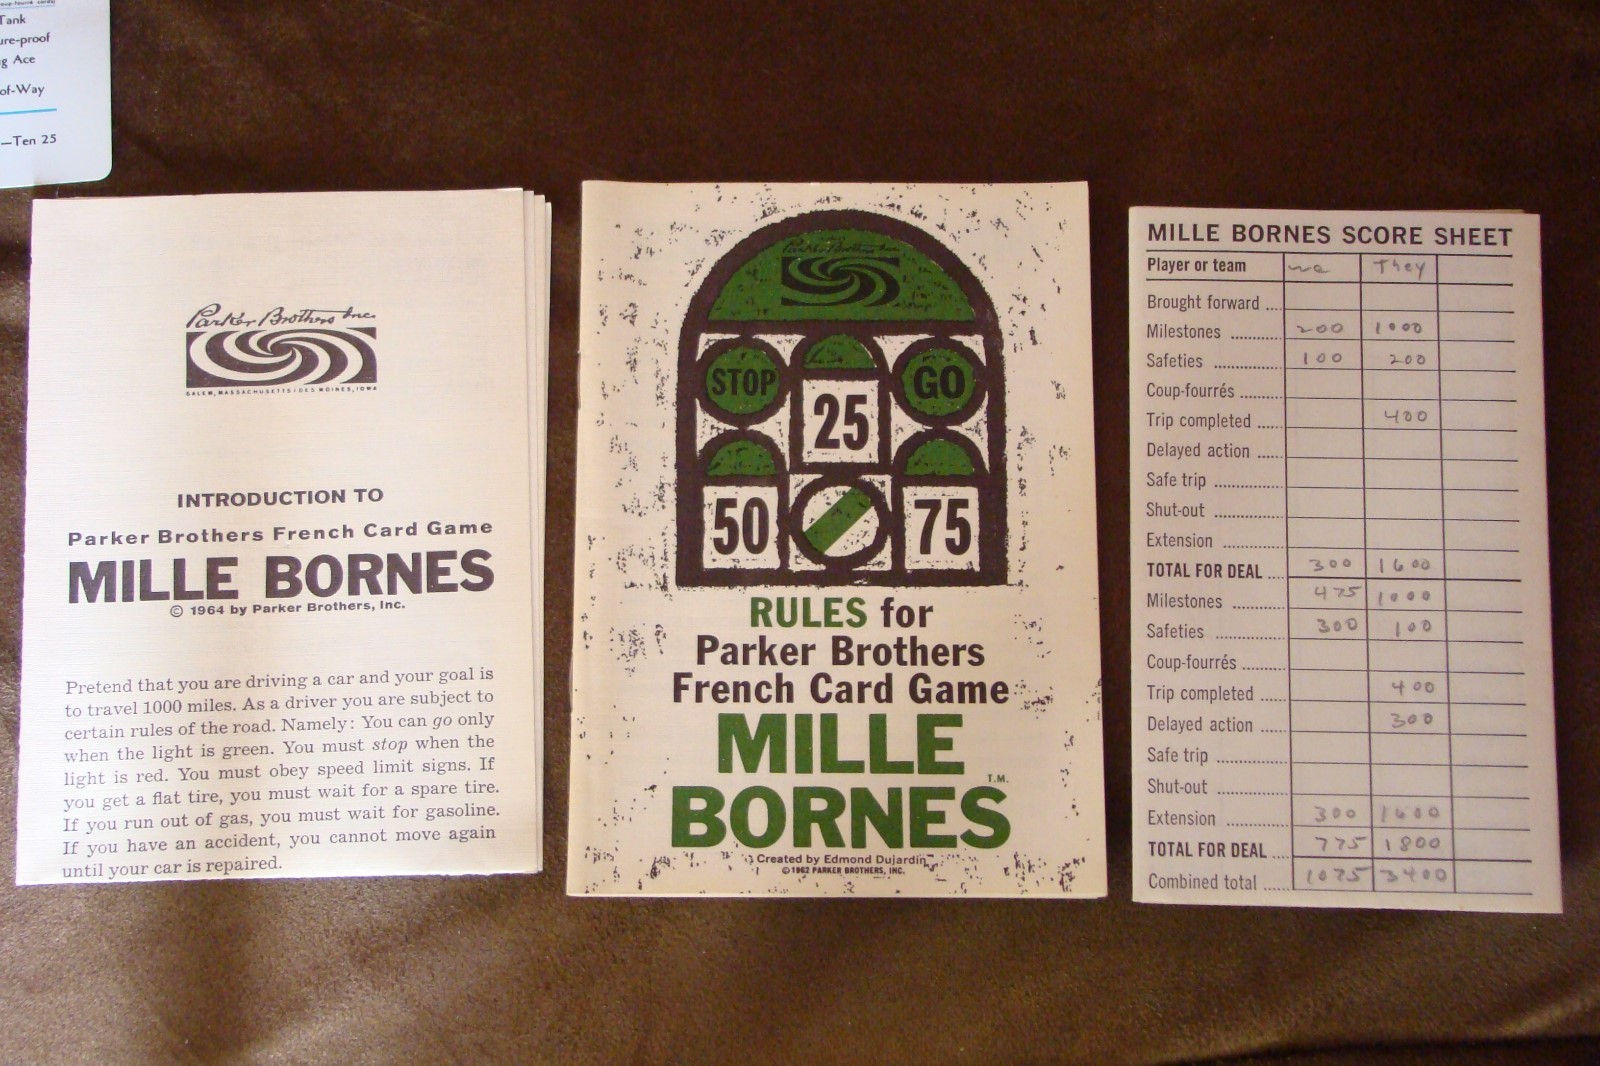 Tank
ure-proof
g Ace
of-Way
—Ten 25
Parker Brothers Inc.
SALEM, MASSACHUSETTS / DES MOINES, IOWA
INTRODUCTION TO
Parker Brothers French Card Game
MILLE BORNES
© 1964 by Parker Brothers, Inc.
Pretend that you are driving a car and your goal is
to travel 1000 miles. As a driver you are subject to
certain rules of the road. Namely: You can go only
when the light is green. You must stop when the
light is red. You must obey speed limit signs. If
you get a flat tire, you must wait for a spare tire.
If you run out of gas, you must wait for gasoline.
If you have an accident, you cannot move again
until your car is repaired.
Parker Brothers Inc.
STOP
25
GO
50
75
RULES for
Parker Brothers
French Card Game
MILLE
T.M.
BORNES
Created by Edmond Dujardin
© 1962 PARKER BROTHERS, INC.
MILLE BORNES SCORE SHEET
Player or team we They
Brought forward ....
Milestones .............. 200 1000
Safeties .................. 100 200
Coup-fourrés ..........
Trip completed ...... 400
Delayed action .......
Safe trip .................
Shut-out .................
Extension ................
TOTAL FOR DEAL .... 300 1600
Milestones .............. 475 1000
Safeties .................. 300 100
Coup-fourrés ..........
Trip completed ...... 400
Delayed action ....... 300
Safe trip .................
Shut-out .................
Extension ................ 300 1600
TOTAL FOR DEAL .... 775 1800
Combined total ...... 1075 3400